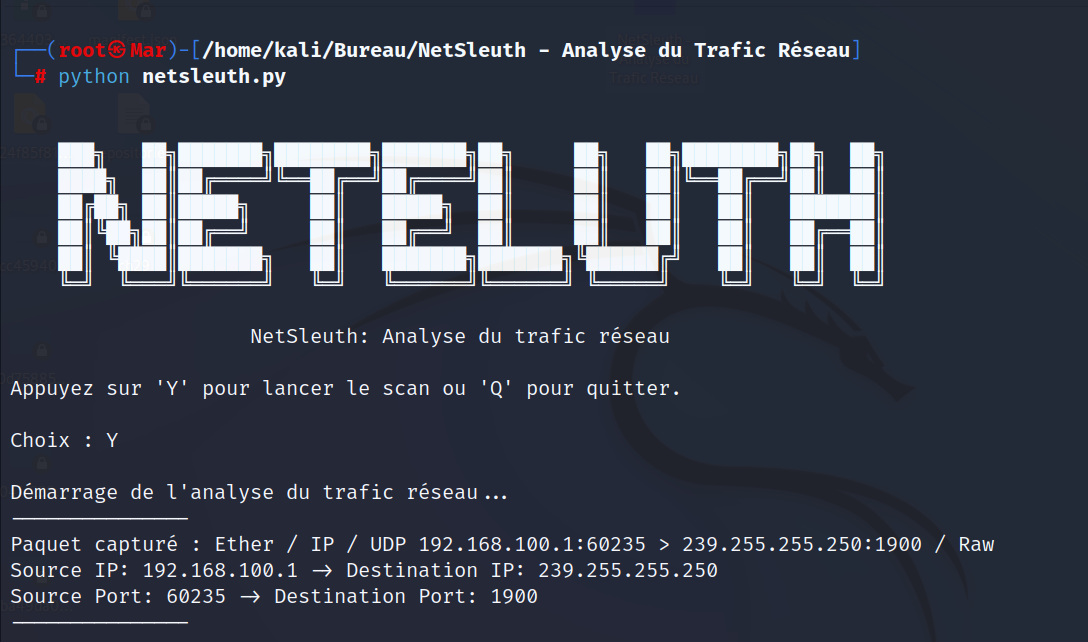 ┌──(root㉿Mar)-[/home/kali/Bureau/NetSleuth - Analyse du Trafic Réseau]
└─# python netsleuth.py
NETSLEUTH
NetSleuth: Analyse du trafic réseau
Appuyez sur 'Y' pour lancer le scan ou 'Q' pour quitter.
Choix : Y
Démarrage de l'analyse du trafic réseau...
---------------
Paquet capturé : Ether / IP / UDP 192.168.100.1:60235 > 239.255.255.250:1900 / Raw
Source IP: 192.168.100.1 -> Destination IP: 239.255.255.250
Source Port: 60235 -> Destination Port: 1900
---------------